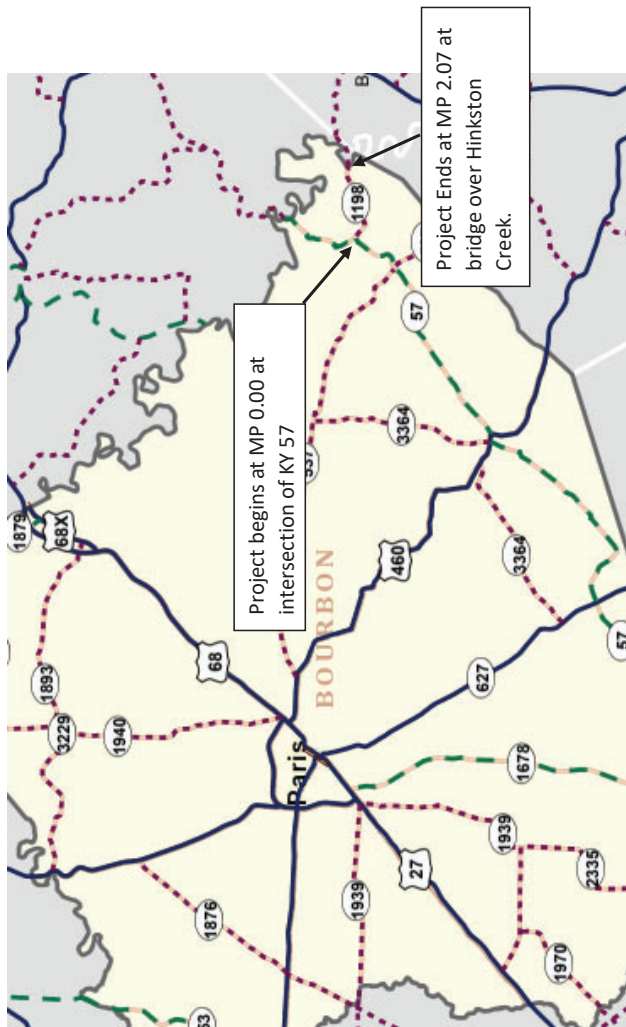 Project begins at MP 0.00 at
intersection of KY 57
Project Ends at MP 2.07 at
bridge over Hinkston
Creek.
BOURBON
Paris
1879
68X
1893
3229
1940
68
1876
460
537
3364
57
1198
B
3364
627
57
1678
1939
1939
27
2335
1970